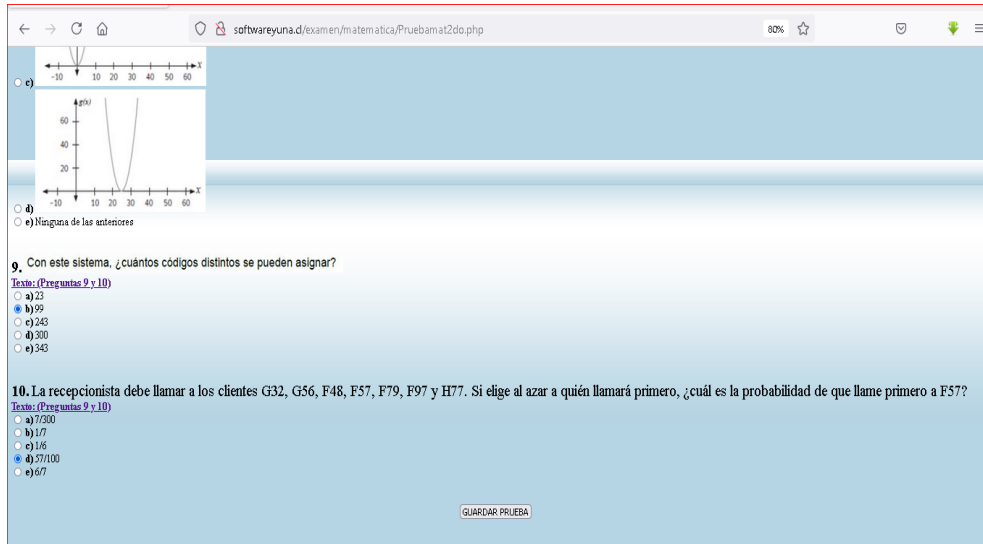 softwareyuna.cl/examen/matematica/Pruebamat2do.php 80%
X
-10 10 20 30 40 50 60
c)
g(x)
60
40
20
X
-10 10 20 30 40 50 60
d)
e) Ninguna de las anteriores
9. Con este sistema, ¿cuántos códigos distintos se pueden asignar?
Texto: (Preguntas 9 y 10)
a) 23
b) 99
c) 243
d) 300
e) 343
10. La recepcionista debe llamar a los clientes G32, G56, F48, F57, F79, F97 y H77. Si elige al azar a quién llamará primero, ¿cuál es la probabilidad de que llame primero a F57?
Texto: (Preguntas 9 y 10)
a) 7/300
b) 1/7
c) 1/6
d) 57/100
e) 6/7
GUARDAR PRUEBA